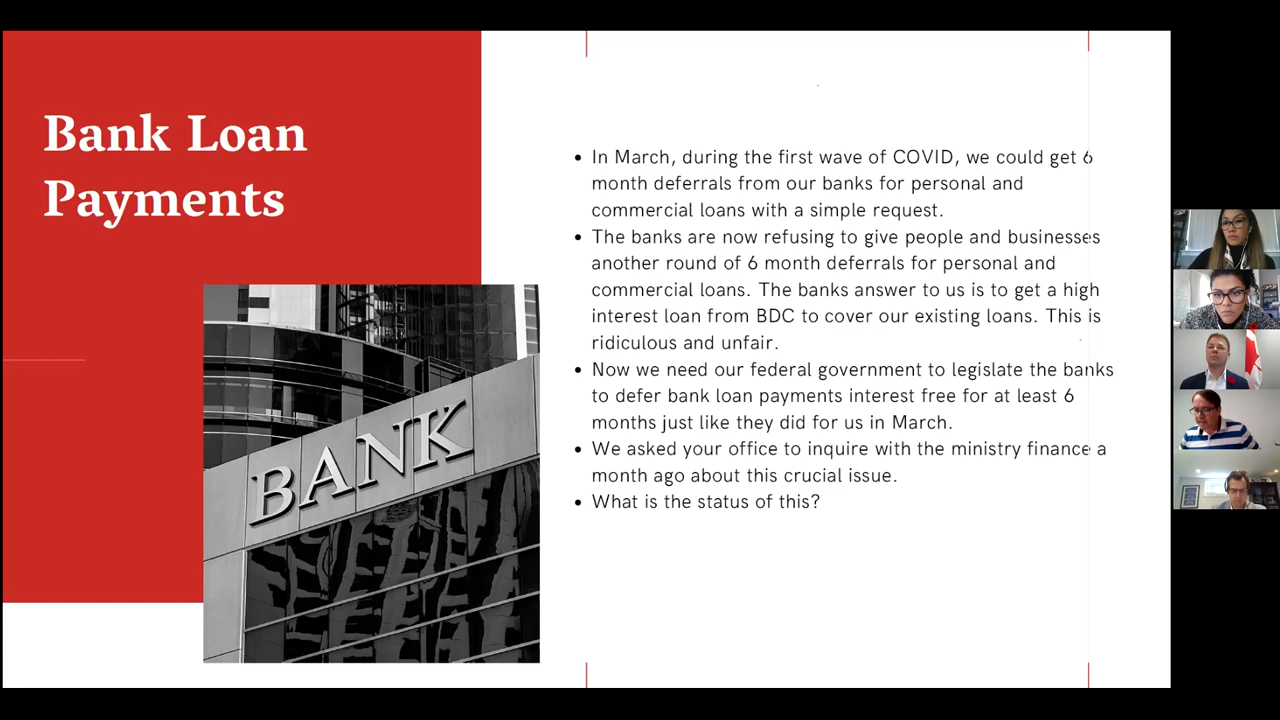 Bank Loan
Payments
BANK
• In March, during the first wave of COVID, we could get 6
month deferrals from our banks for personal and
commercial loans with a simple request.
• The banks are now refusing to give people and businesses
another round of 6 month deferrals for personal and
commercial loans. The banks answer to us is to get a high
interest loan from BDC to cover our existing loans. This is
ridiculous and unfair.
• Now we need our federal government to legislate the banks
to defer bank loan payments interest free for at least 6
months just like they did for us in March.
• We asked your office to inquire with the ministry finance a
month ago about this crucial issue.
• What is the status of this?